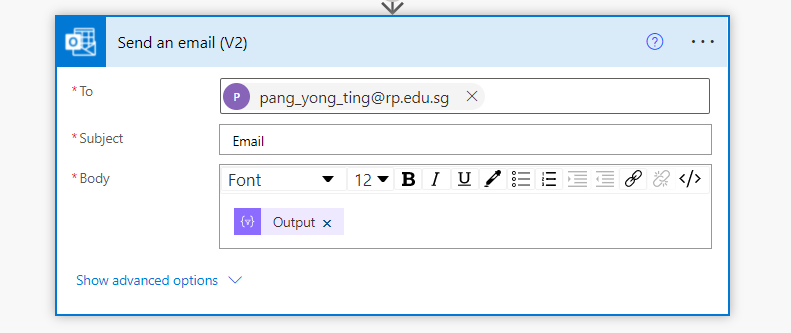 Send an email (V2)
* To
P pang_yong_ting@rp.edu.sg ×
* Subject
Email
* Body
Font 12 B I U </>
{v} Output ×
Show advanced options